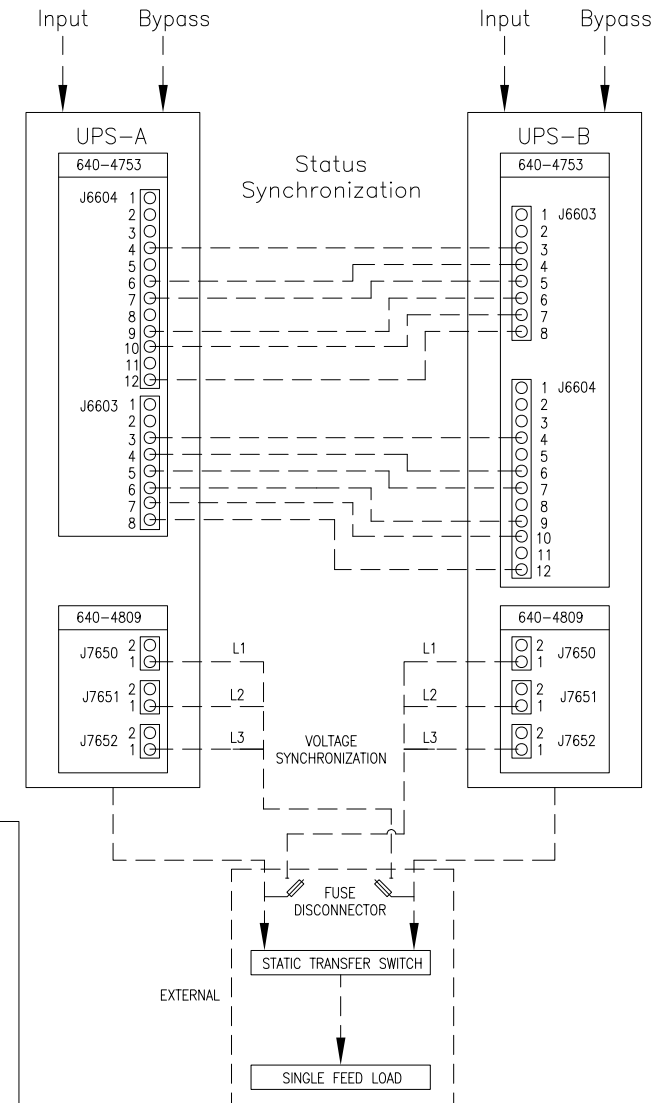 Input Bypass
Input Bypass
UPS-A
640-4753
J6604 1
2
3
4
5
6
7
8
9
10
11
12
J6603 1
2
3
4
5
6
7
8
640-4809
J7650 2
1
J7651 2
1
J7652 2
1
Status
Synchronization
UPS-B
640-4753
1 J6603
2
3
4
5
6
7
8
1 J6604
2
3
4
5
6
7
8
9
10
11
12
640-4809
2 J7650
1
2 J7651
1
2 J7652
1
L1 L1
L2 L2
L3 L3
VOLTAGE
SYNCHRONIZATION
FUSE
DISCONNECTOR
STATIC TRANSFER SWITCH
EXTERNAL
SINGLE FEED LOAD